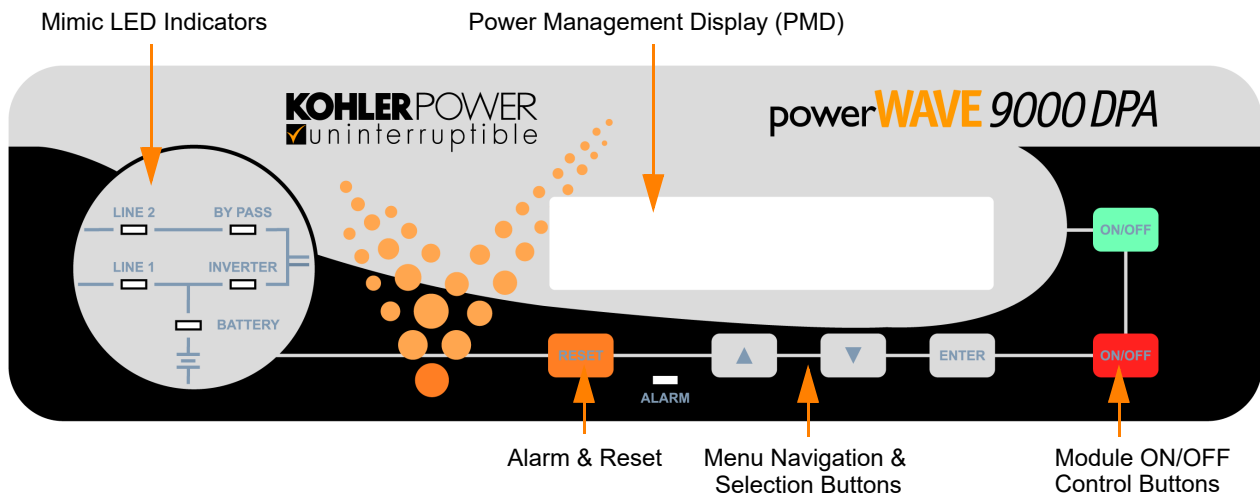 Mimic LED Indicators
Power Management Display (PMD)
KOHLERPOWER
uninterruptible
powerWAVE 9000 DPA
LINE 2
BY PASS
ON/OFF
LINE 1
INVERTER
BATTERY
RESET
ENTER
ON/OFF
ALARM
Alarm & Reset
Menu Navigation &
Selection Buttons
Module ON/OFF
Control Buttons